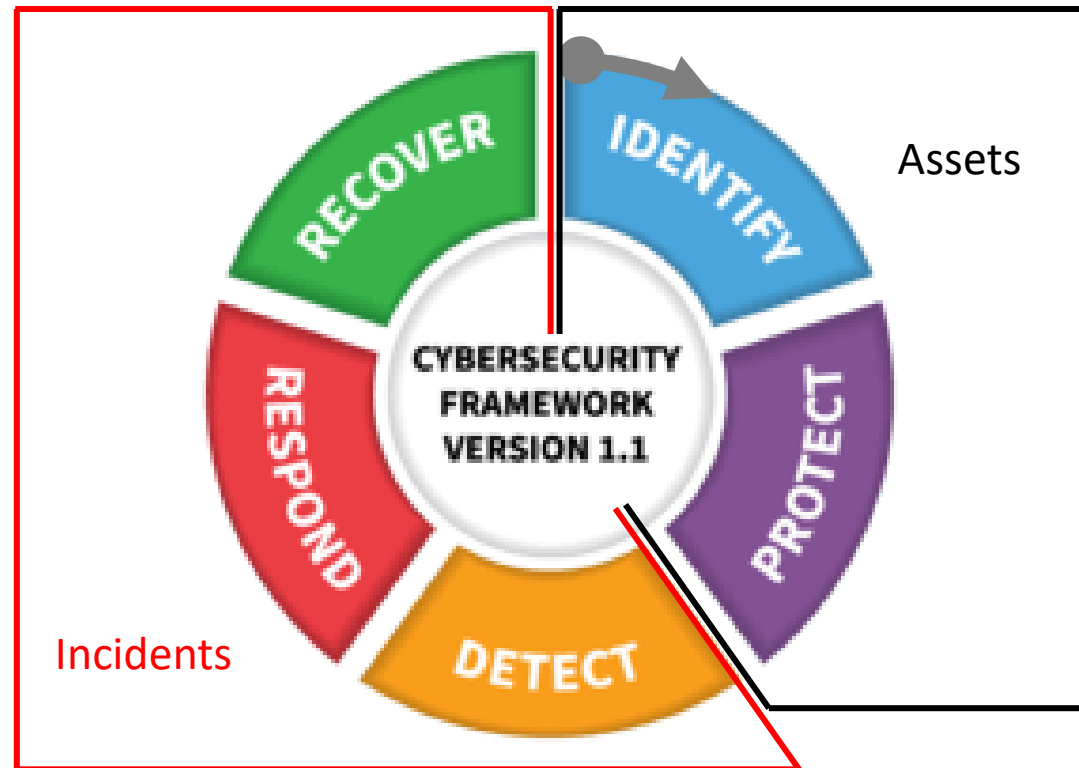 RECOVER
IDENTIFY
Assets
CYBERSECURITY
FRAMEWORK
VERSION 1.1
RESPOND
PROTECT
Incidents
DETECT